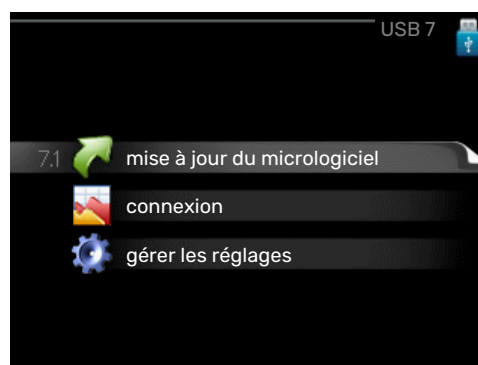 USB 7
7.1 mise à jour du micrologiciel
connexion
gérer les réglages